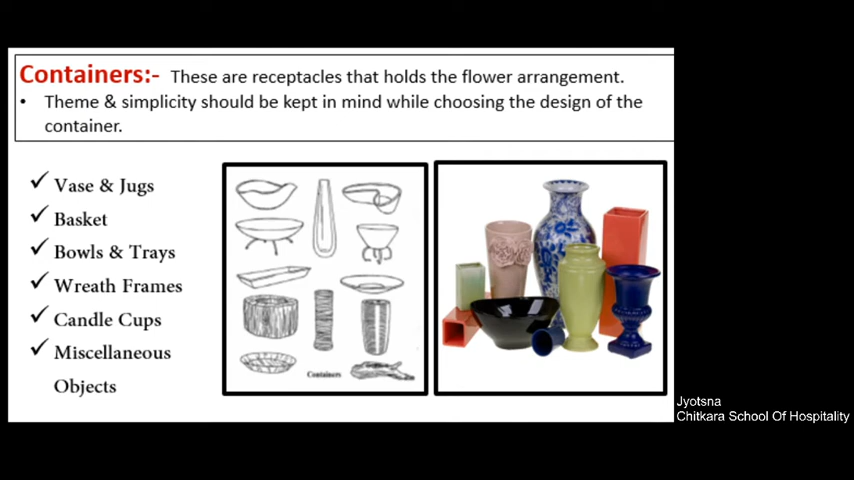 Containers:- These are receptacles that holds the flower arrangement.
• Theme & simplicity should be kept in mind while choosing the design of the
container.
✓ Vase & Jugs
✓ Basket
✓ Bowls & Trays
✓ Wreath Frames
✓ Candle Cups
✓ Miscellaneous
Objects
Containers
Jyotsna
Chitkara School Of Hospitality